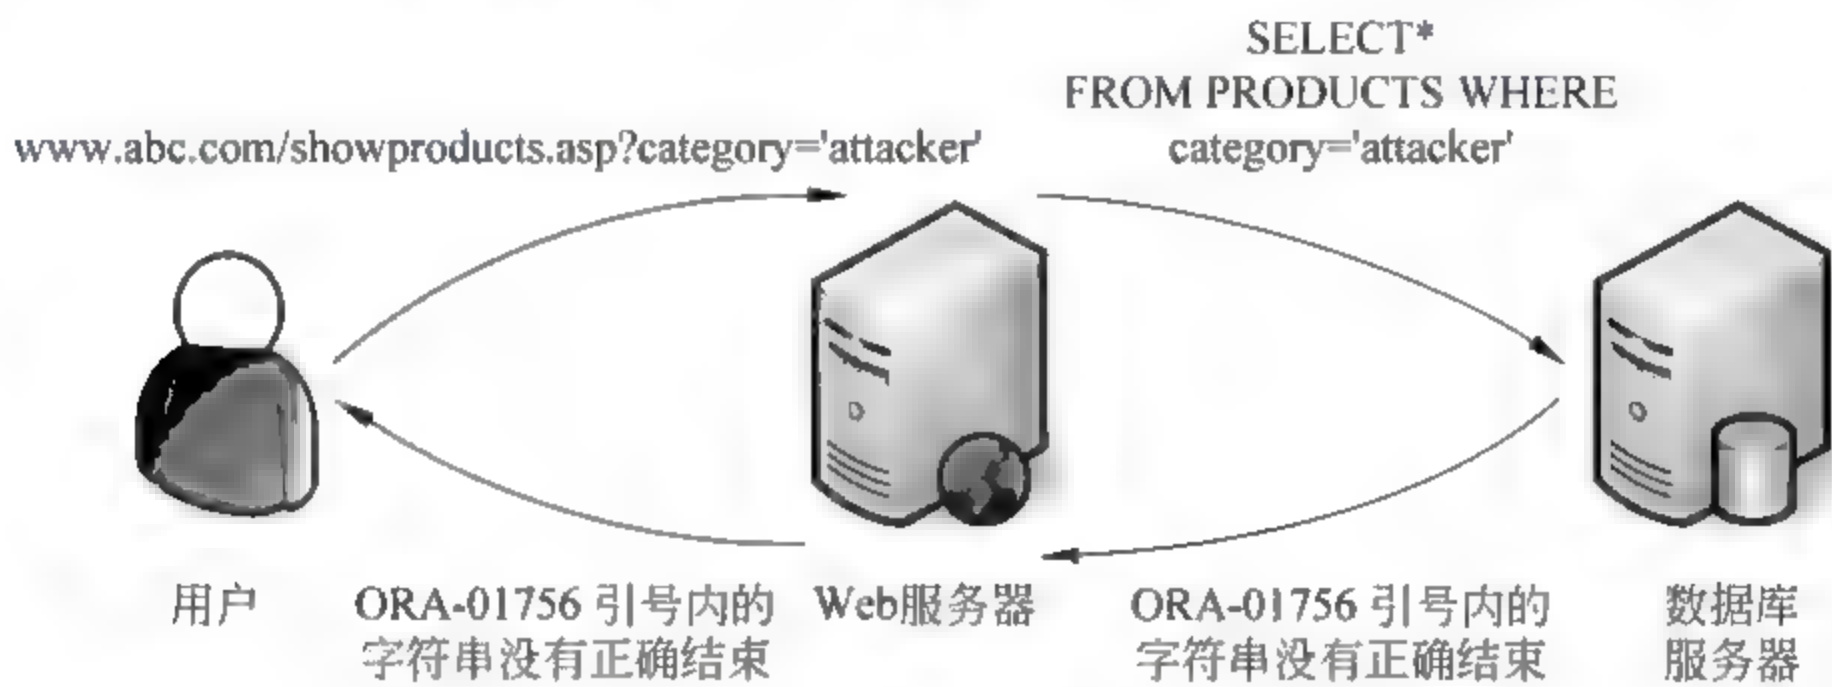 SELECT*
FROM PRODUCTS WHERE
category='attacker'
www.abc.com/showproducts.asp?category='attacker'
用户
ORA-01756 引号内的
字符串没有正确结束
Web服务器
ORA-01756 引号内的
字符串没有正确结束
数据库
服务器